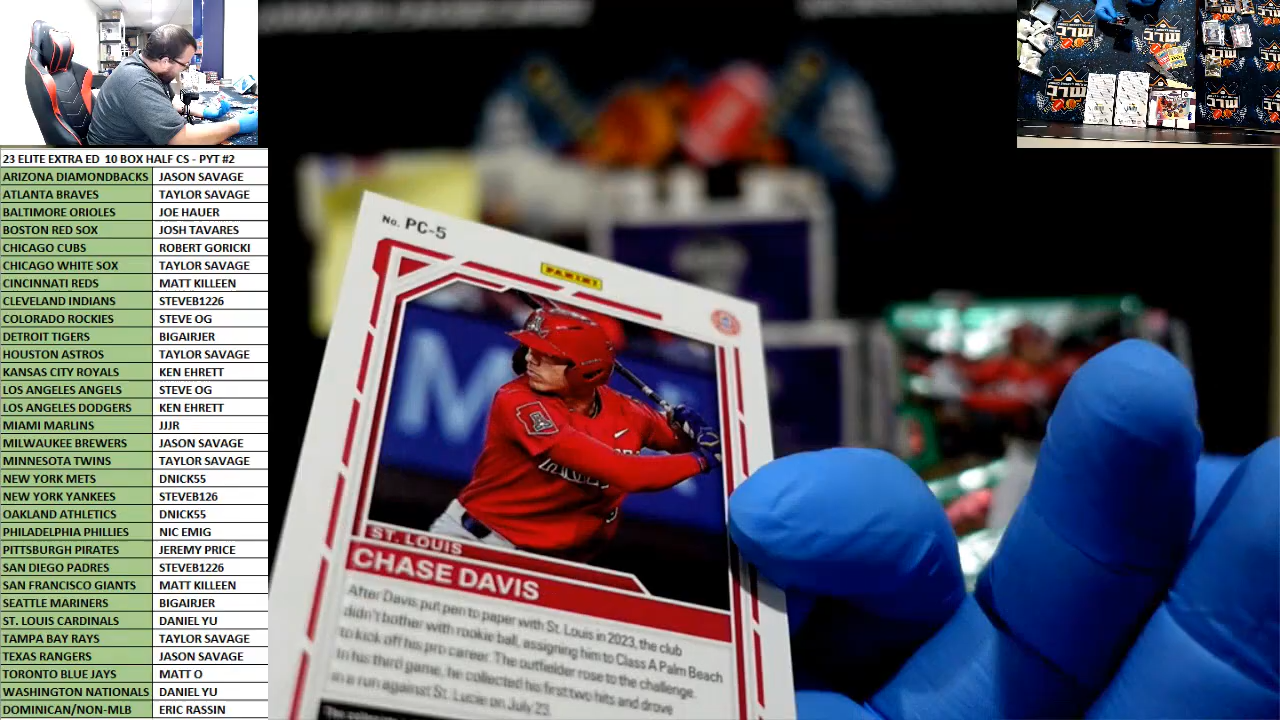 23 ELITE EXTRA ED 10 BOX HALF CS - PYT #2
ARIZONA DIAMONDBACKS JASON SAVAGE
ATLANTA BRAVES TAYLOR SAVAGE
BALTIMORE ORIOLES JOE HAUER
BOSTON RED SOX JOSH TAVARES
CHICAGO CUBS ROBERT GORICKI
CHICAGO WHITE SOX TAYLOR SAVAGE
CINCINNATI REDS MATT KILLEEN
CLEVELAND INDIANS STEVEB1226
COLORADO ROCKIES STEVE OG
DETROIT TIGERS BIGAIRJER
HOUSTON ASTROS TAYLOR SAVAGE
KANSAS CITY ROYALS KEN EHRETT
LOS ANGELES ANGELS STEVE OG
LOS ANGELES DODGERS KEN EHRETT
MIAMI MARLINS JJJR
MILWAUKEE BREWERS JASON SAVAGE
MINNESOTA TWINS TAYLOR SAVAGE
NEW YORK METS DNICK55
NEW YORK YANKEES STEVEB126
OAKLAND ATHLETICS DNICK55
PHILADELPHIA PHILLIES NIC EMIG
PITTSBURGH PIRATES JEREMY PRICE
SAN DIEGO PADRES STEVEB1226
SAN FRANCISCO GIANTS MATT KILLEEN
SEATTLE MARINERS BIGAIRJER
ST. LOUIS CARDINALS DANIEL YU
TAMPA BAY RAYS TAYLOR SAVAGE
TEXAS RANGERS JASON SAVAGE
TORONTO BLUE JAYS MATT O
WASHINGTON NATIONALS DANIEL YU
DOMINICAN/NON-MLB ERIC RASSIN
No. PC-5
PANINI
ST. LOUIS
CHASE DAVIS
After Davis put pen to paper with St. Louis in 2023, the club
didn't bother with rookie ball, assigning him to Class A Palm Beach
to kick off his pro career. The outfielder rose to the challenge.
In his third game, he collected his first two hits and drove
in a run against St. Lucie on July 23.